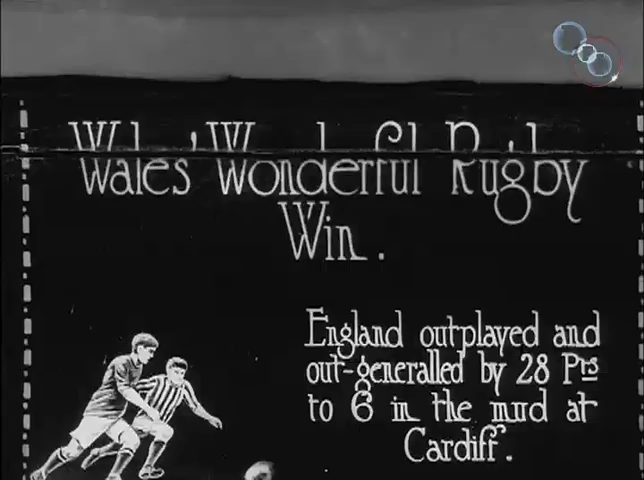 Wales' Wonderful Rugby
Win.
England outplayed and
out-generalled by 28 Pts
to 6 in the mud at
Cardiff.